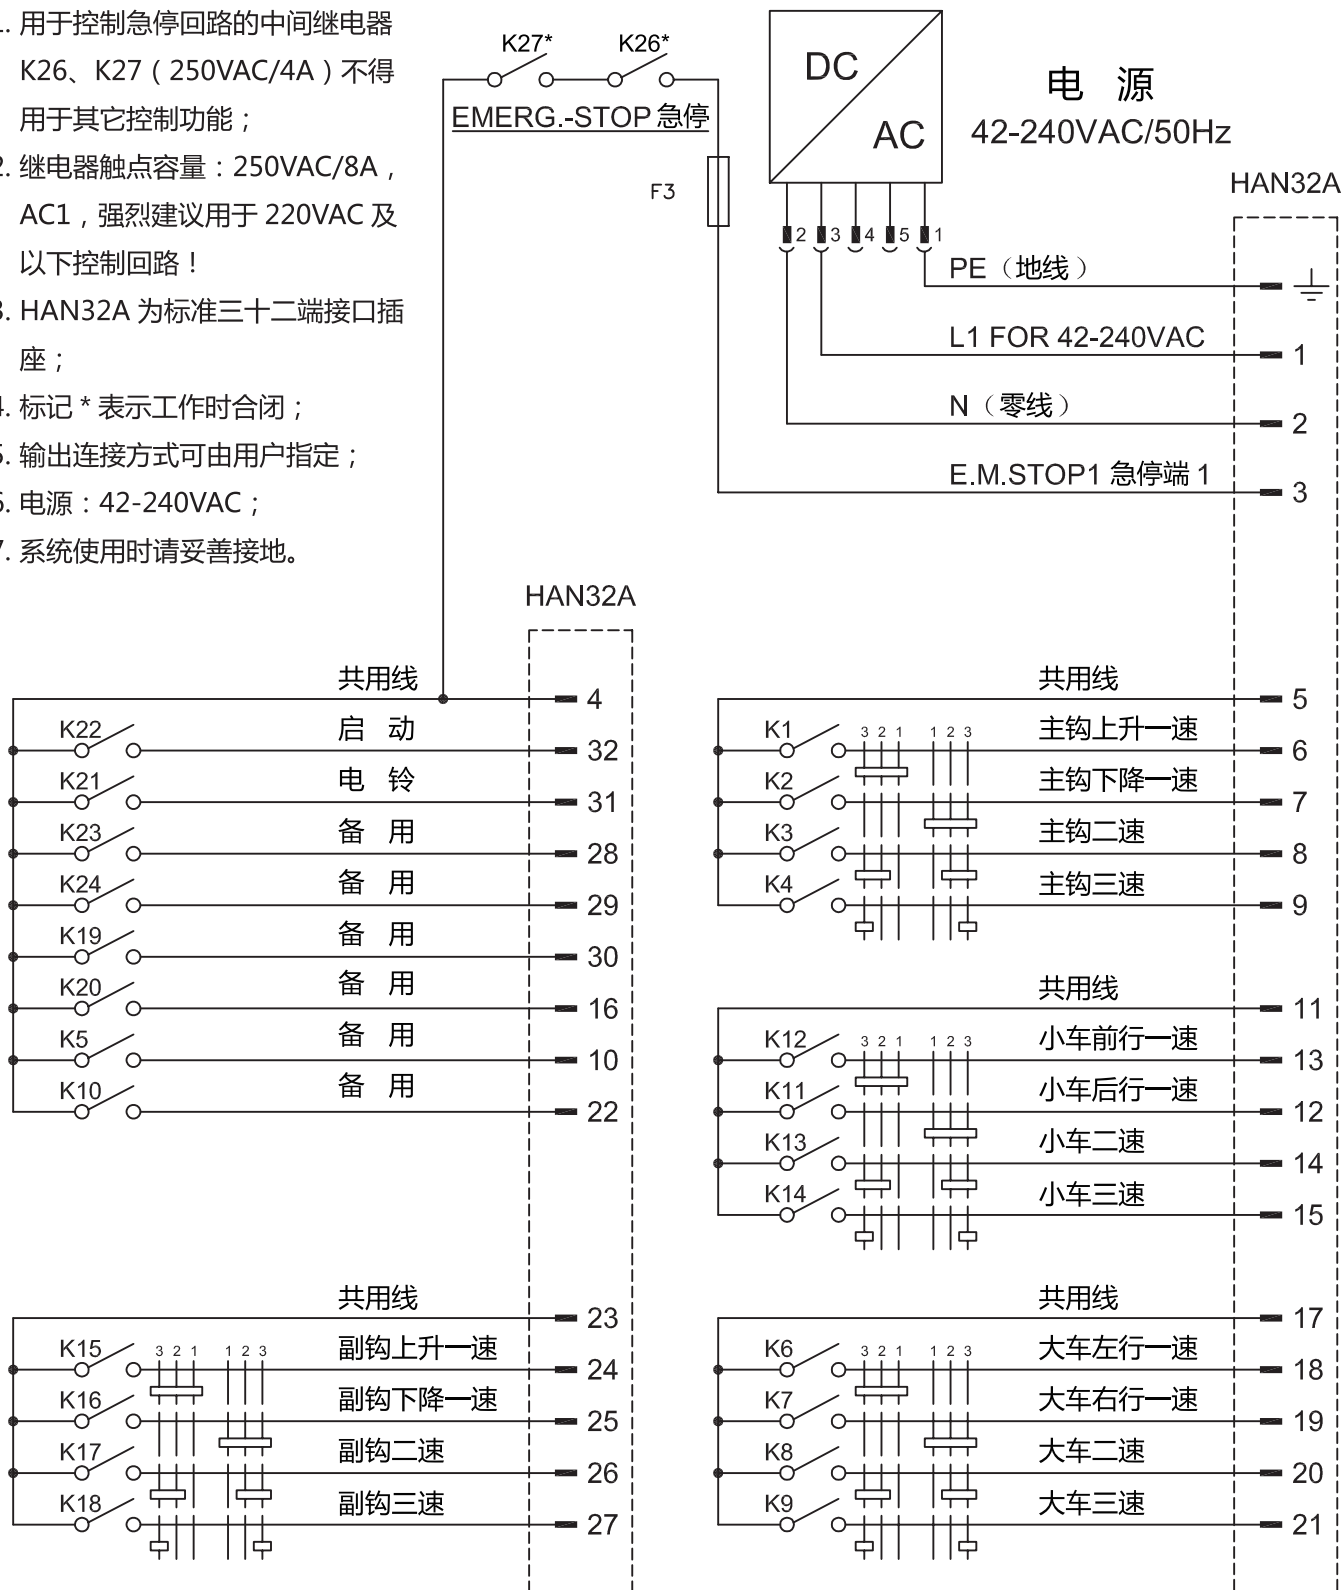 . 用于控制急停回路的中间继电器
K26、K27（250VAC/4A）不得
用于其它控制功能；
2. 继电器触点容量：250VAC/8A，
AC1，强烈建议用于 220VAC 及
以下控制回路！
3. HAN32A 为标准三十二端接口插
座；
4. 标记 * 表示工作时合闭；
5. 输出连接方式可由用户指定；
6. 电源：42-240VAC；
7. 系统使用时请妥善接地。
K27* K26*
EMERG.-STOP 急停
F3
DC
AC
电 源
42-240VAC/50Hz
HAN32A
2 3 4 5 1
PE（地线）
L1 FOR 42-240VAC 1
N（零线） 2
E.M.STOP1 急停端 1 3
HAN32A
共用线 4
K22 启 动 32
K21 电 铃 31
K23 备 用 28
K24 备 用 29
K19 备 用 30
K20 备 用 16
K5 备 用 10
K10 备 用 22
共用线 5
K1 3 2 1 1 2 3 主钩上升一速 6
K2 主钩下降一速 7
K3 主钩二速 8
K4 主钩三速 9
共用线 11
K12 3 2 1 1 2 3 小车前行一速 13
K11 小车后行一速 12
K13 小车二速 14
K14 小车三速 15
共用线 23
K15 3 2 1 1 2 3 副钩上升一速 24
K16 副钩下降一速 25
K17 副钩二速 26
K18 副钩三速 27
共用线 17
K6 3 2 1 1 2 3 大车左行一速 18
K7 大车右行一速 19
K8 大车二速 20
K9 大车三速 21